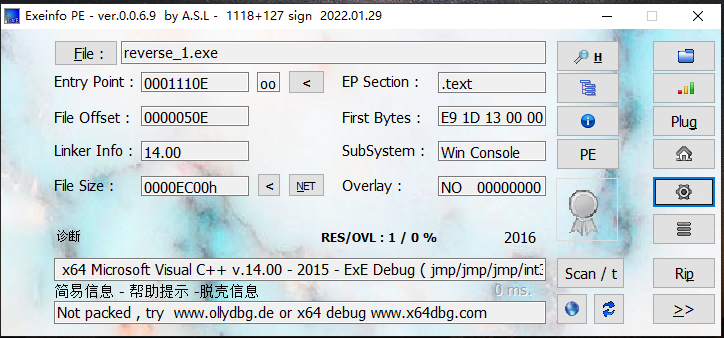 Exeinfo PE - ver.0.0.6.9 by A.S.L - 1118+127 sign 2022.01.29
File : reverse_1.exe H
Entry Point : 0001110E oo < EP Section : .text
File Offset : 0000050E First Bytes : E9 1D 13 00 00 Plug
Linker Info : 14.00 SubSystem : Win Console PE
File Size : 0000EC00h < NET Overlay : NO 00000000
诊断 RES/OVL : 1 / 0 % 2016
x64 Microsoft Visual C++ v.14.00 - 2015 - ExE Debug ( jmp/jmp/jmp/int3 Scan / t Rip
简易信息 - 帮助提示 -脱壳信息 0 ms.
Not packed , try www.ollydbg.de or x64 debug www.x64dbg.com >>